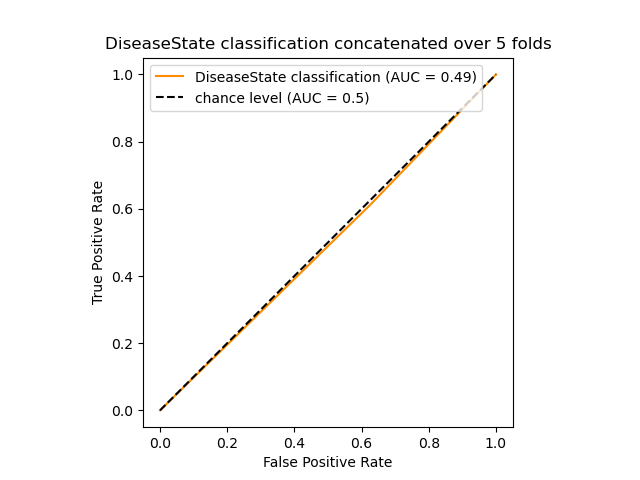 DiseaseState classification concatenated over 5 folds
DiseaseState classification (AUC = 0.49)
chance level (AUC = 0.5)
True Positive Rate
1.0
0.8
0.6
0.4
0.2
0.0
0.0 0.2 0.4 0.6 0.8 1.0
False Positive Rate